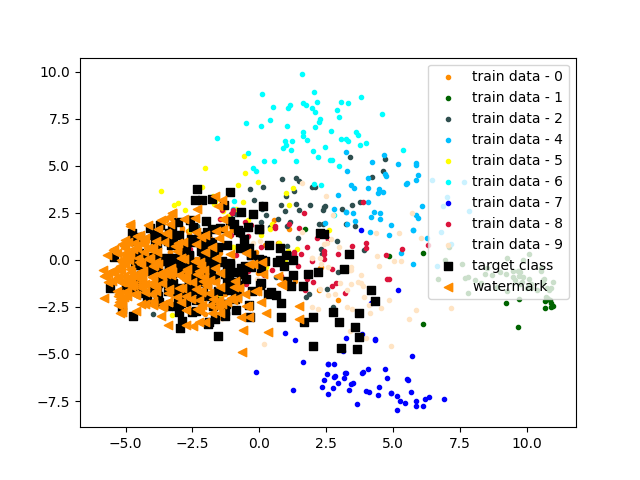 10.0
7.5
5.0
2.5
0.0
−2.5
−5.0
−7.5
−5.0 −2.5 0.0 2.5 5.0 7.5 10.0
train data - 0
train data - 1
train data - 2
train data - 4
train data - 5
train data - 6
train data - 7
train data - 8
train data - 9
target class
watermark